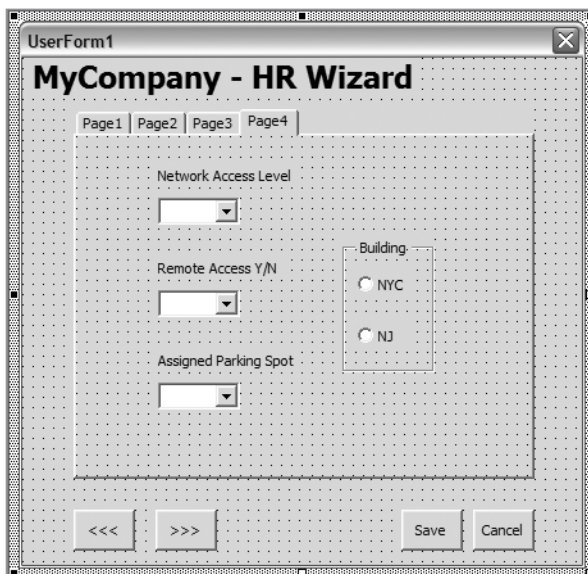 UserForm1
MyCompany - HR Wizard
Page1 Page2 Page3 Page4
Network Access Level
Building
Remote Access Y/N
NYC
NJ
Assigned Parking Spot
<<< >>> Save Cancel